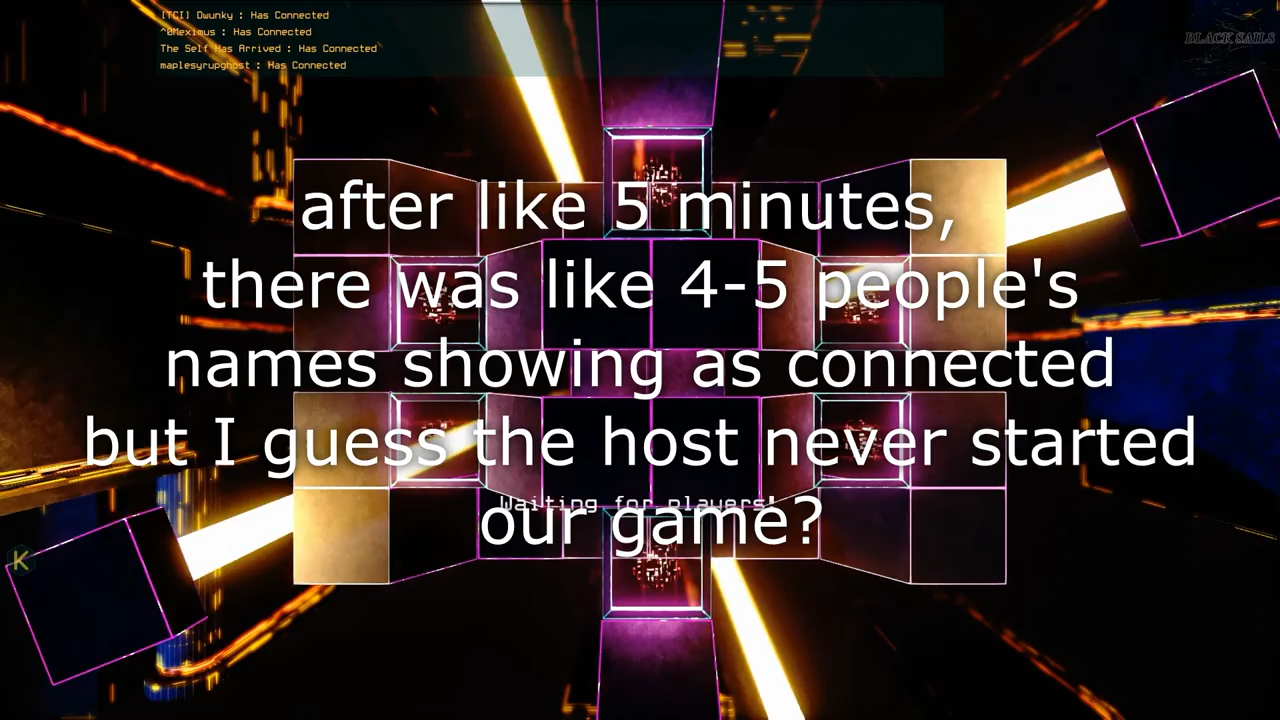 [TCI] Dwunky : Has Connected
^0Meximus : Has Connected
The Self Has Arrived : Has Connected
maplesyrupghost : Has Connected
BLACK SAILS
after like 5 minutes,
there was like 4-5 people's
names showing as connected
but I guess the host never started
Waiting for players
our game?
K